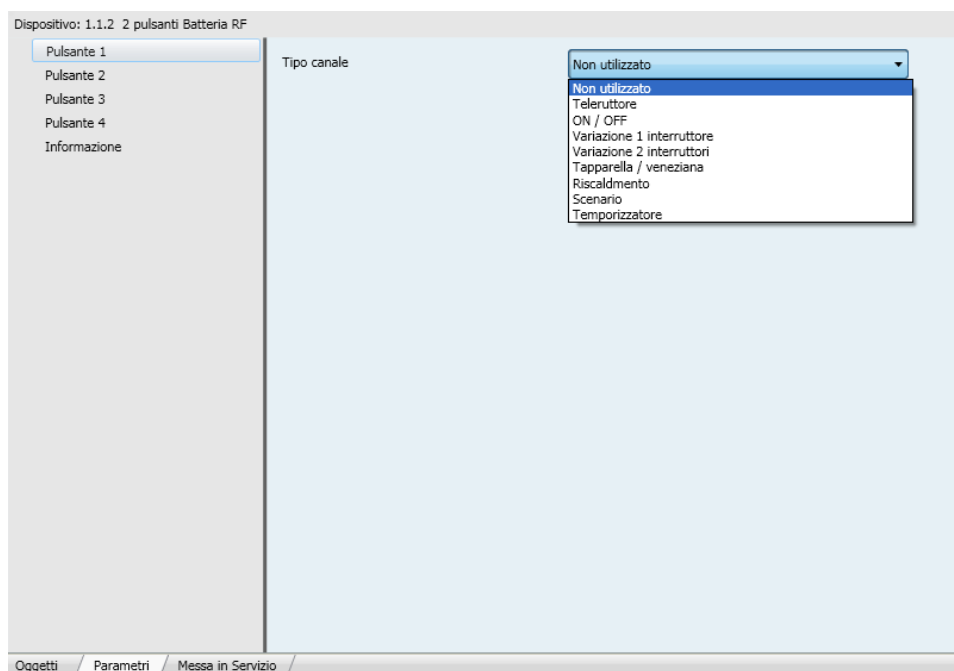 Dispositivo: 1.1.2 2 pulsanti Batteria RF
Pulsante 1
Pulsante 2
Pulsante 3
Pulsante 4
Informazione
Tipo canale
Non utilizzato
Non utilizzato
Teleruttore
ON / OFF
Variazione 1 interruttore
Variazione 2 interruttori
Tapparella / veneziana
Riscaldmento
Scenario
Temporizzatore
Oggetti / Parametri / Messa in Servizio /